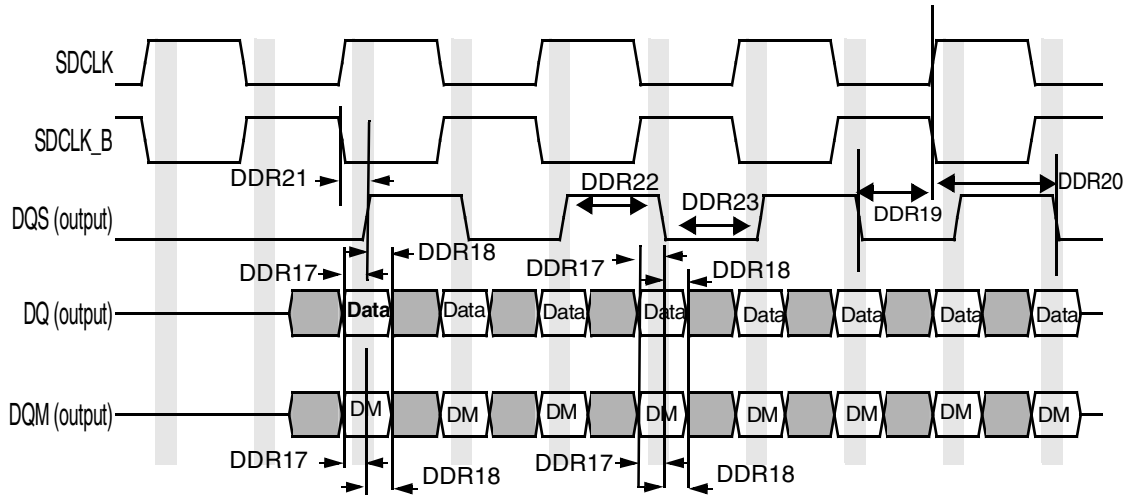 SDCLK
SDCLK_B
DDR21
DDR22
DDR20
DQS (output)
DDR23
DDR19
DDR18
DDR17
DDR17
DDR18
DQ (output)
Data Data Data Data Data Data Data Data
DQM (output)
DM DM DM DM DM DM DM DM
DDR17
DDR18
DDR17
DDR18